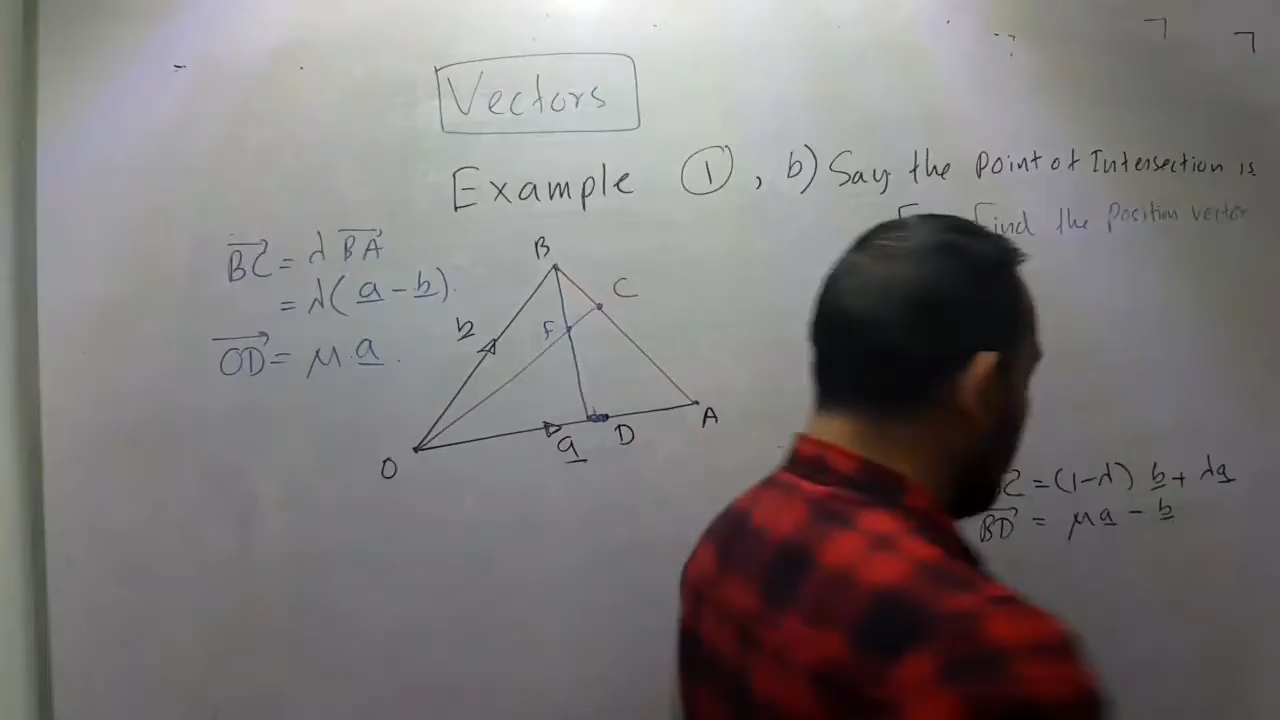 Vectors
Example ①, b) Say the point of Intersection is
Find the Position vector
BC = λ BA
= λ(a - b).
OD = μ.a.
B
C
b
F
O
a
D
A
C = (1-λ) b + λa
BD = μa - b